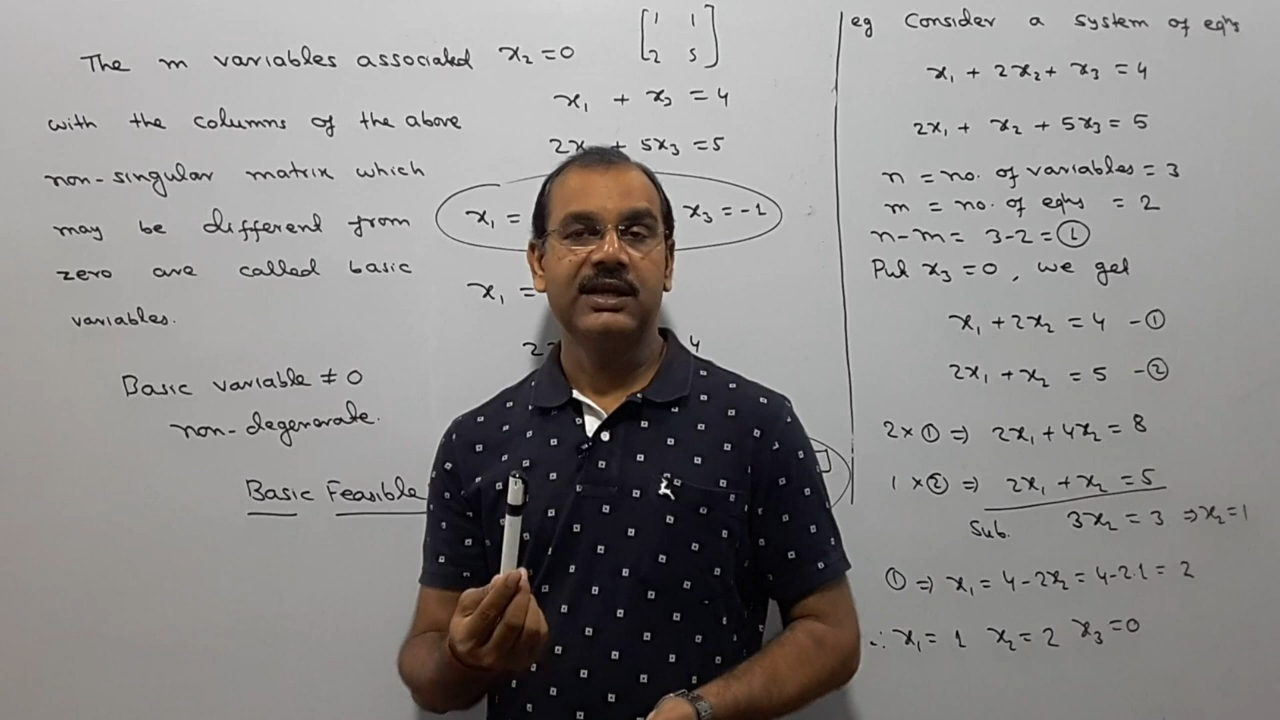 The m variables associated
with the columns of the above
non-singular matrix which
may be different from
zero are called basic
variables.
Basic variable ≠ 0
non-degenerate.
Basic Feasible
x₂ = 0
1 1
2 5
x₁ + x₃ = 4
2x₁ + 5x₃ = 5
x₁ = x₃ = -1
x₁ =
4
eg Consider a system of eqⁿs
x₁ + 2x₂ + x₃ = 4
2x₁ + x₂ + 5x₃ = 5
n = no. of variables = 3
m = no. of eqⁿs = 2
n-m = 3-2 = ①
Put x₃ = 0, we get
x₁ + 2x₂ = 4 - ①
2x₁ + x₂ = 5 - ②
2 × ① ⇒ 2x₁ + 4x₂ = 8
1 × ② ⇒ 2x₁ + x₂ = 5
Sub. 3x₂ = 3 ⇒ x₂ = 1
① ⇒ x₁ = 4 - 2x₂ = 4 - 2.1 = 2
∴ x₁ = 1 x₂ = 2 x₃ = 0